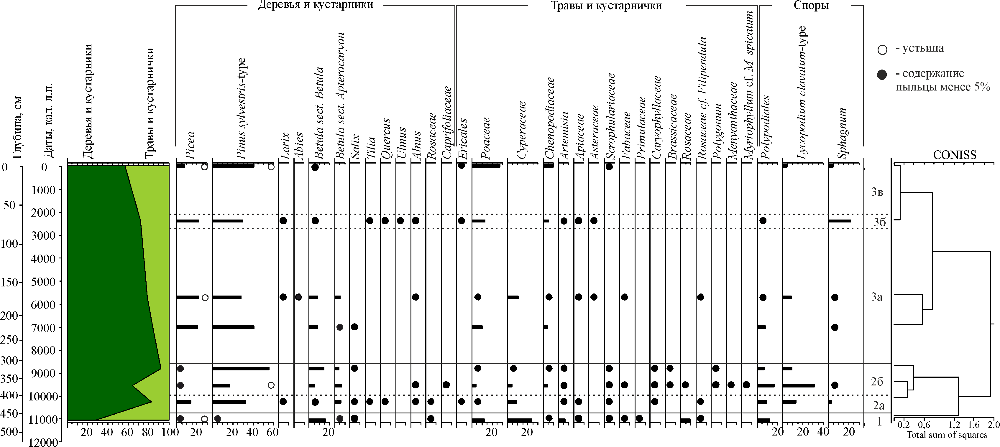 Деревья и кустарники
Травы и кустарнички
Споры
Глубина, см
Даты, кал. л.н.
Деревья и кустарники
Травы и кустарнички
Picea
Pinus sylvestris-type
Larix
Abies
Betula sect. Betula
Betula sect. Apterocaryon
Salix
Tilia
Quercus
Ulmus
Alnus
Rosaceae
Caprifoliaceae
Ericales
Poaceae
Cyperaceae
Chenopodiaceae
Artemisia
Apiaceae
Asteraceae
Scrophulariaceae
Fabaceae
Primulaceae
Caryophyllaceae
Brassicaceae
Rosaceae
Rosaceae cf. Filipendula
Polygonum
Menyanthaceae
Myriophyllum cf. M. spicatum
Polypodiales
Lycopodium clavatum-type
Sphagnum
- устьица
- содержание
пыльцы менее 5%
CONISS
0
50
100
150
200
250
300
350
400
450
500
0
1000
2000
3000
4000
5000
6000
7000
8000
9000
10000
11000
12000
3в
3б
3а
2б
2а
1
20 40 60 80 100
0 20
20 40 60
20
20
20
20
0 20 40
20
0,2 0,6 1,2 1,6 2,0
Total sum of squares